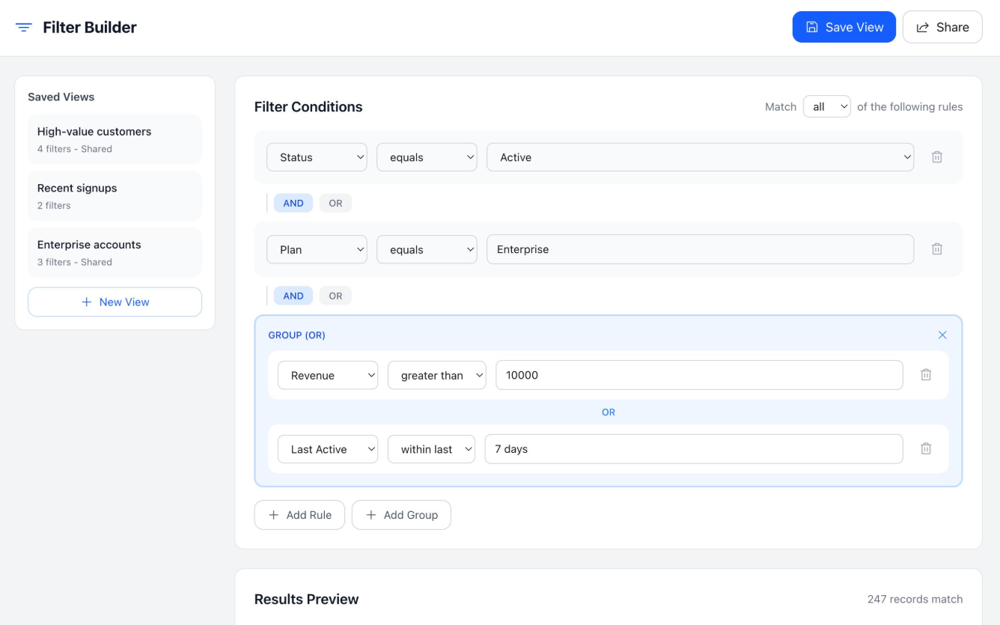 Filter Builder
Save View
Share
Saved Views
High-value customers
4 filters - Shared
Recent signups
2 filters
Enterprise accounts
3 filters - Shared
New View
Filter Conditions
Match all of the following rules
Status equals Active
AND OR
Plan equals Enterprise
AND OR
GROUP (OR)
Revenue greater than 10000
OR
Last Active within last 7 days
Add Rule Add Group
Results Preview
247 records match